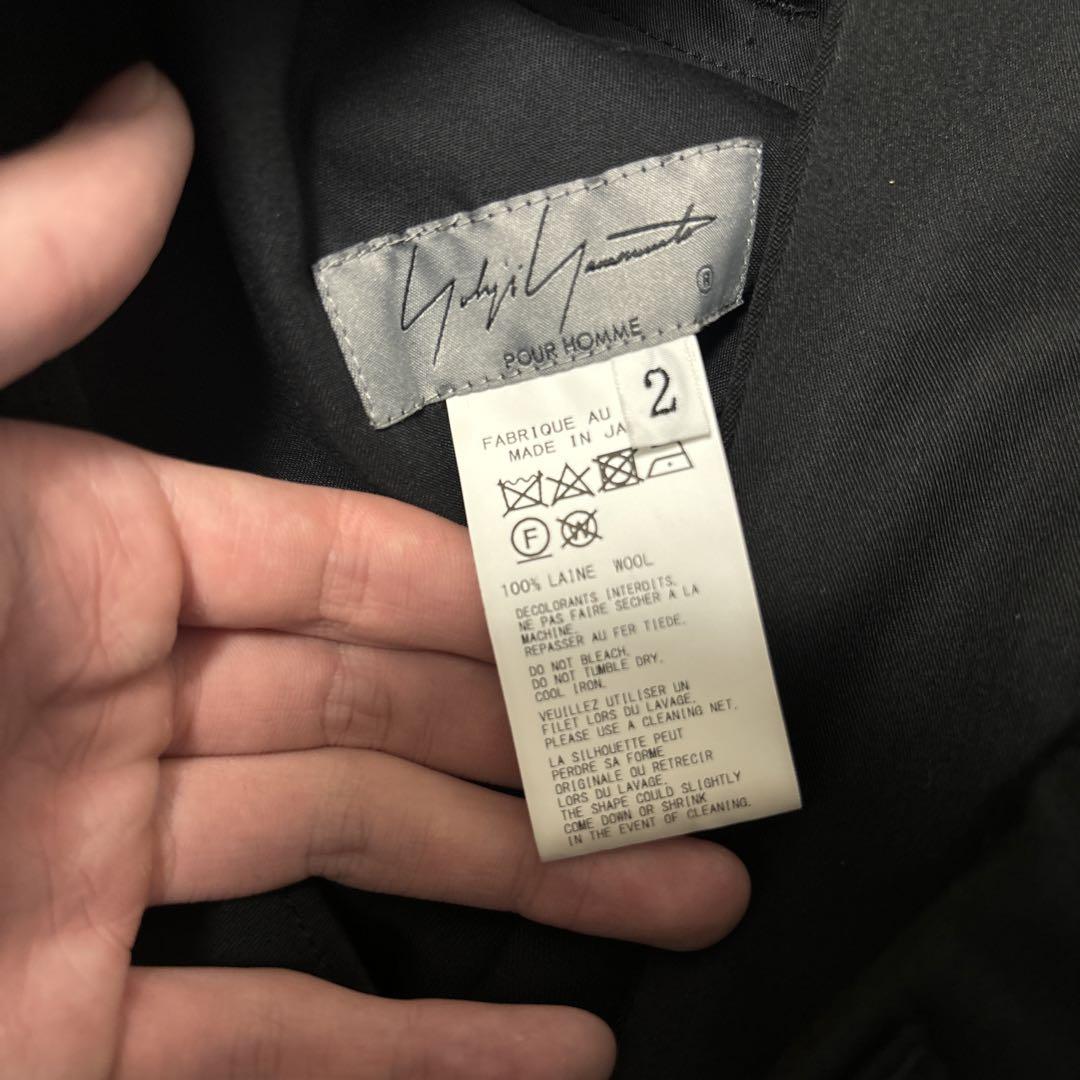 Yohji Yamamoto
®
POUR HOMME
2
FABRIQUE AU
MADE IN JA
F
W
100% LAINE WOOL
DECOLORANTS INTERDITS.
NE PAS FAIRE SECHER A LA
MACHINE.
REPASSER AU FER TIEDE.
DO NOT BLEACH.
DO NOT TUMBLE DRY.
COOL IRON.
VEUILLEZ UTILISER UN
FILET LORS DU LAVAGE.
PLEASE USE A CLEANING NET.
LA SILHOUETTE PEUT
PERDRE SA FORME
ORIGINALE OU RETRECIR
LORS DU LAVAGE.
THE SHAPE COULD SLIGHTLY
COME DOWN OR SHRINK
IN THE EVENT OF CLEANING.